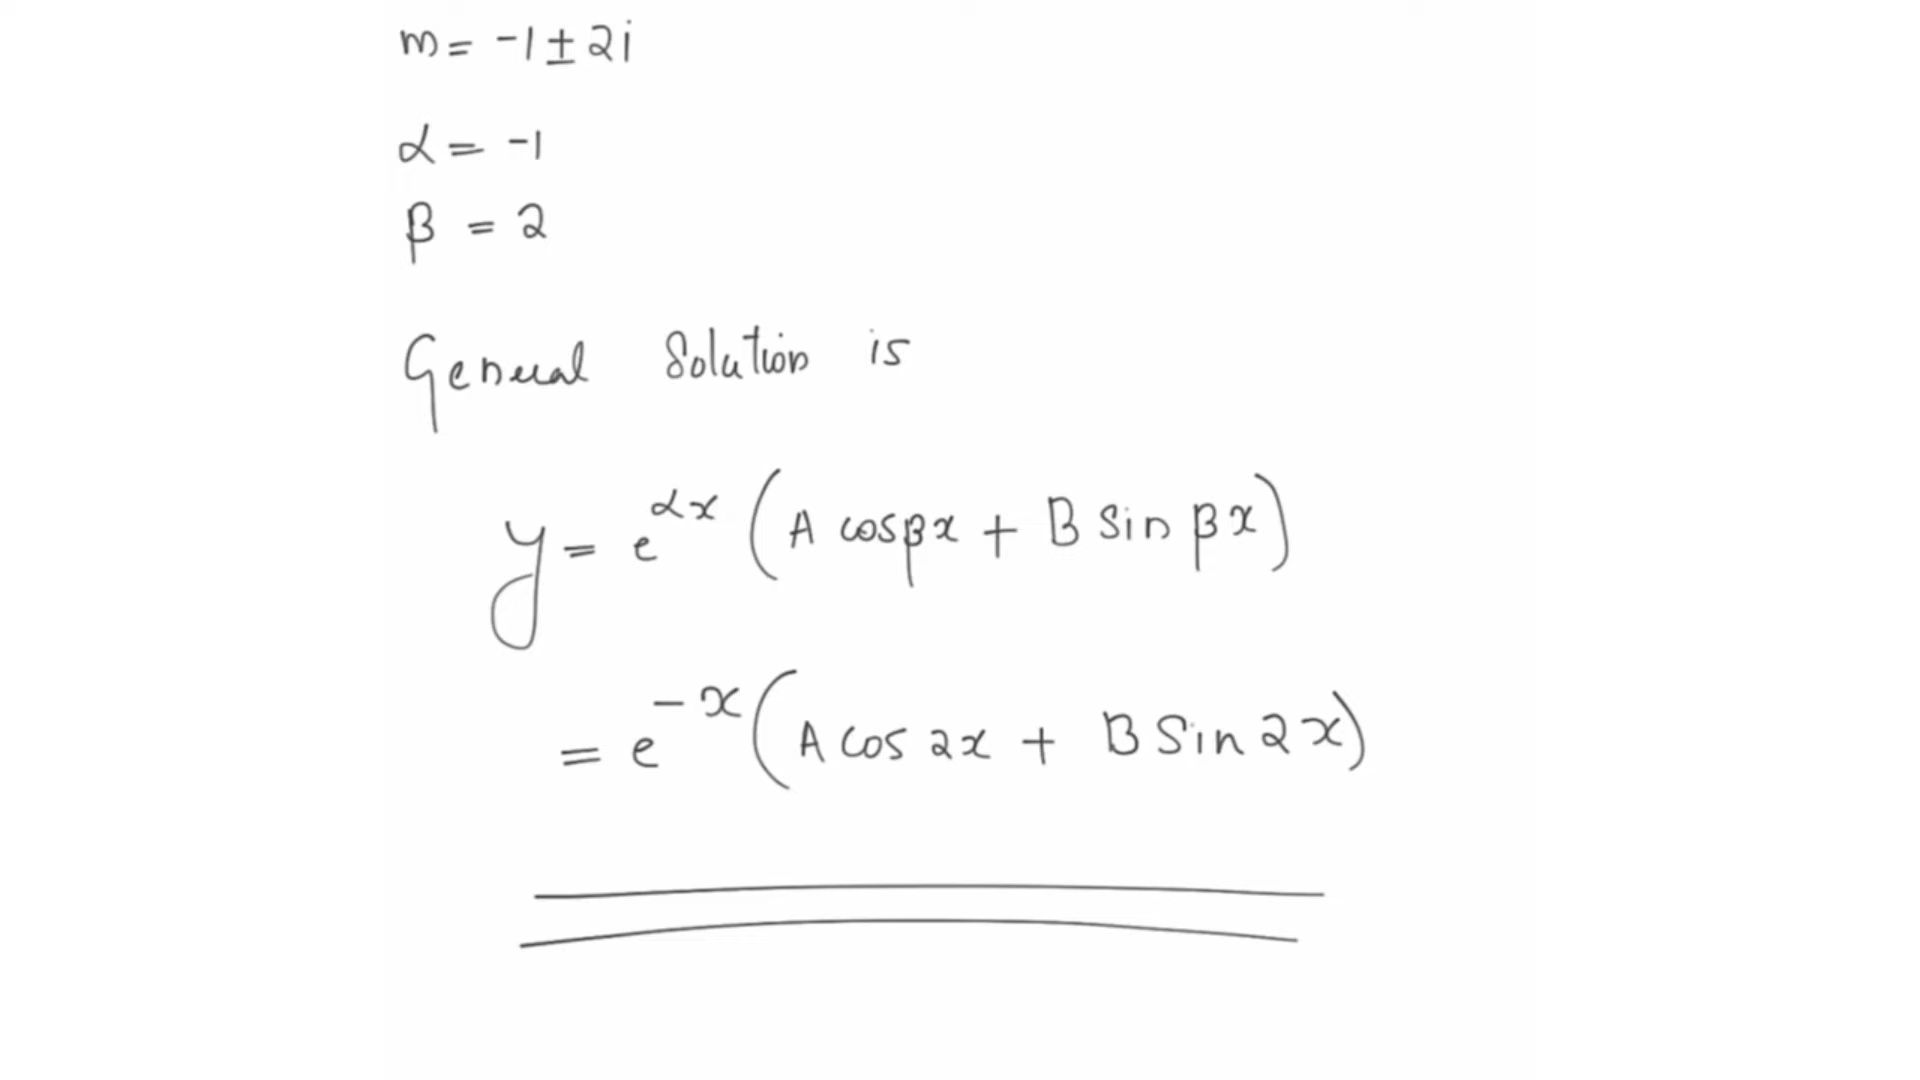 m = -1 ± 2i
α = -1
β = 2
General Solution is
y = e^{αx} (A cosβx + B Sin βx)
= e^{-x} (A Cos 2x + B Sin 2x)